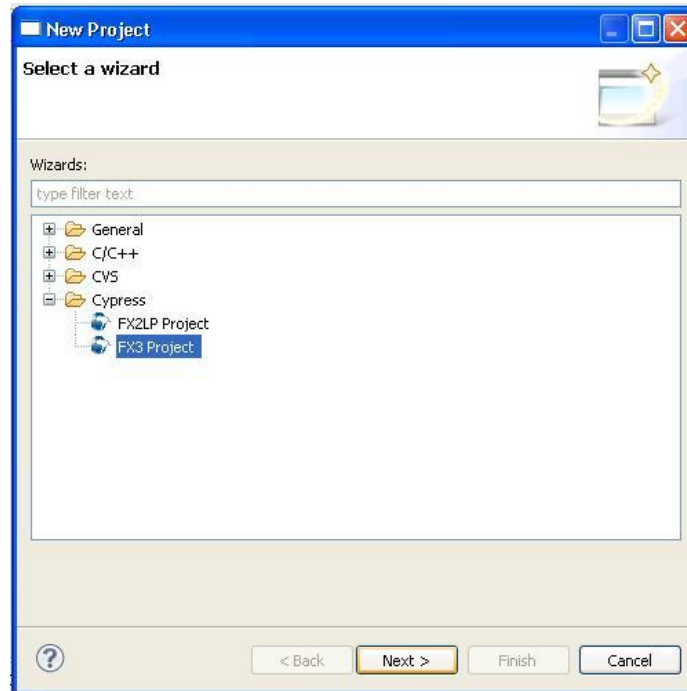 New Project
Select a wizard
Wizards:
type filter text
General
C/C++
CVS
Cypress
FX2LP Project
FX3 Project
?
< Back
Next >
Finish
Cancel